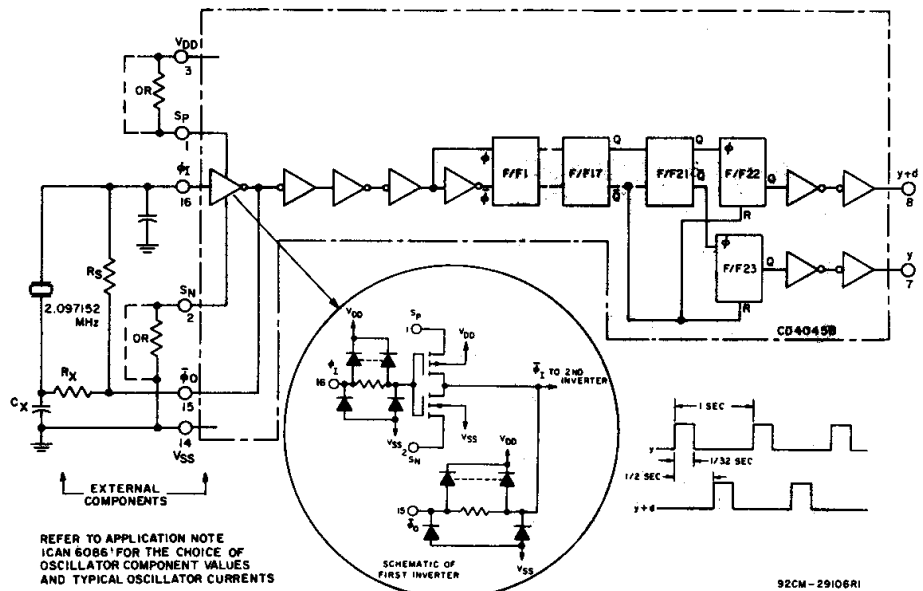 VDD
3
OR
SP
1
ϕI
16
RS
SN
2
2.097152
MHz
OR
RX
CX
ϕ̄O
15
14
VSS
EXTERNAL
COMPONENTS
REFER TO APPLICATION NOTE
ICAN 6086' FOR THE CHOICE OF
OSCILLATOR COMPONENT VALUES
AND TYPICAL OSCILLATOR CURRENTS
ϕ
ϕ̄
F/F1
F/F17
Q
Q̄
F/F21
Q
Q̄
ϕ
F/F22
Q
R
y+d
8
ϕ
F/F23
Q
R
y
7
CD4045B
SP
1
VDD
VDD
ϕI
16
VSS
VSS
2
SN
ϕ̄I TO 2ND
INVERTER
VDD
15
ϕ̄O
VSS
SCHEMATIC OF
FIRST INVERTER
1 SEC
y
1/32 SEC
1/2 SEC
y+d
92CM-29106R1